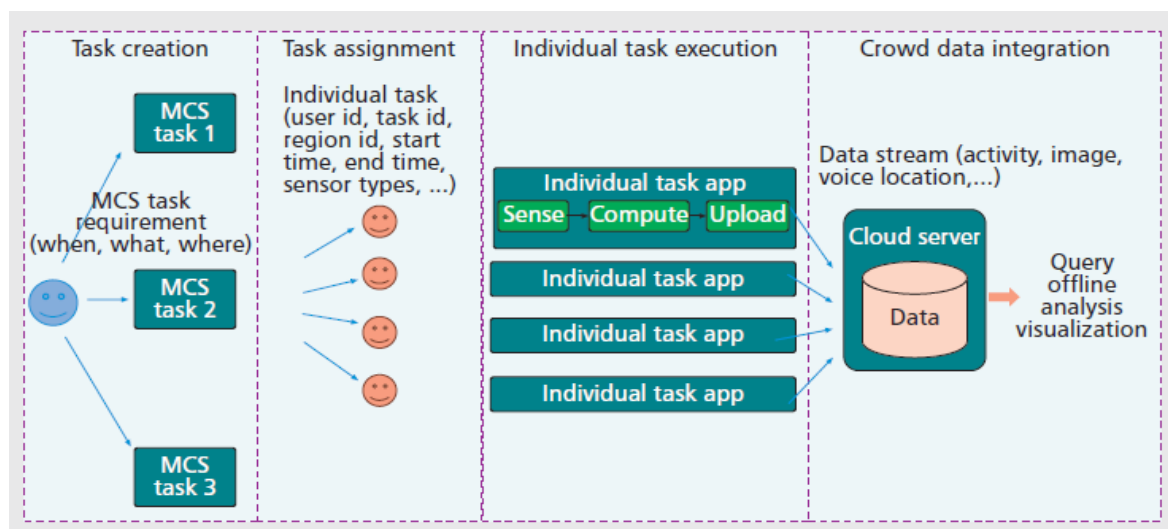 Task creation
MCS
task 1
MCS task
requirement
(when, what, where)
MCS
task 2
MCS
task 3
Task assignment
Individual task
(user id, task id,
region id, start
time, end time,
sensor types, ...)
Individual task execution
Individual task app
Sense
Compute
Upload
Individual task app
Individual task app
Individual task app
Crowd data integration
Data stream (activity, image,
voice location,...)
Cloud server
Data
Query
offline
analysis
visualization